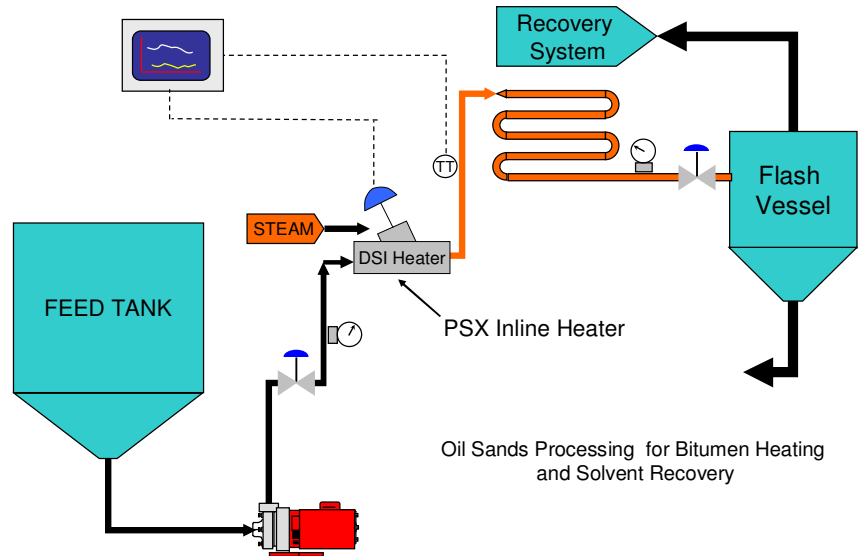 Recovery
System
TT
Flash
Vessel
STEAM
DSI Heater
FEED TANK
PSX Inline Heater
Oil Sands Processing for Bitumen Heating
and Solvent Recovery